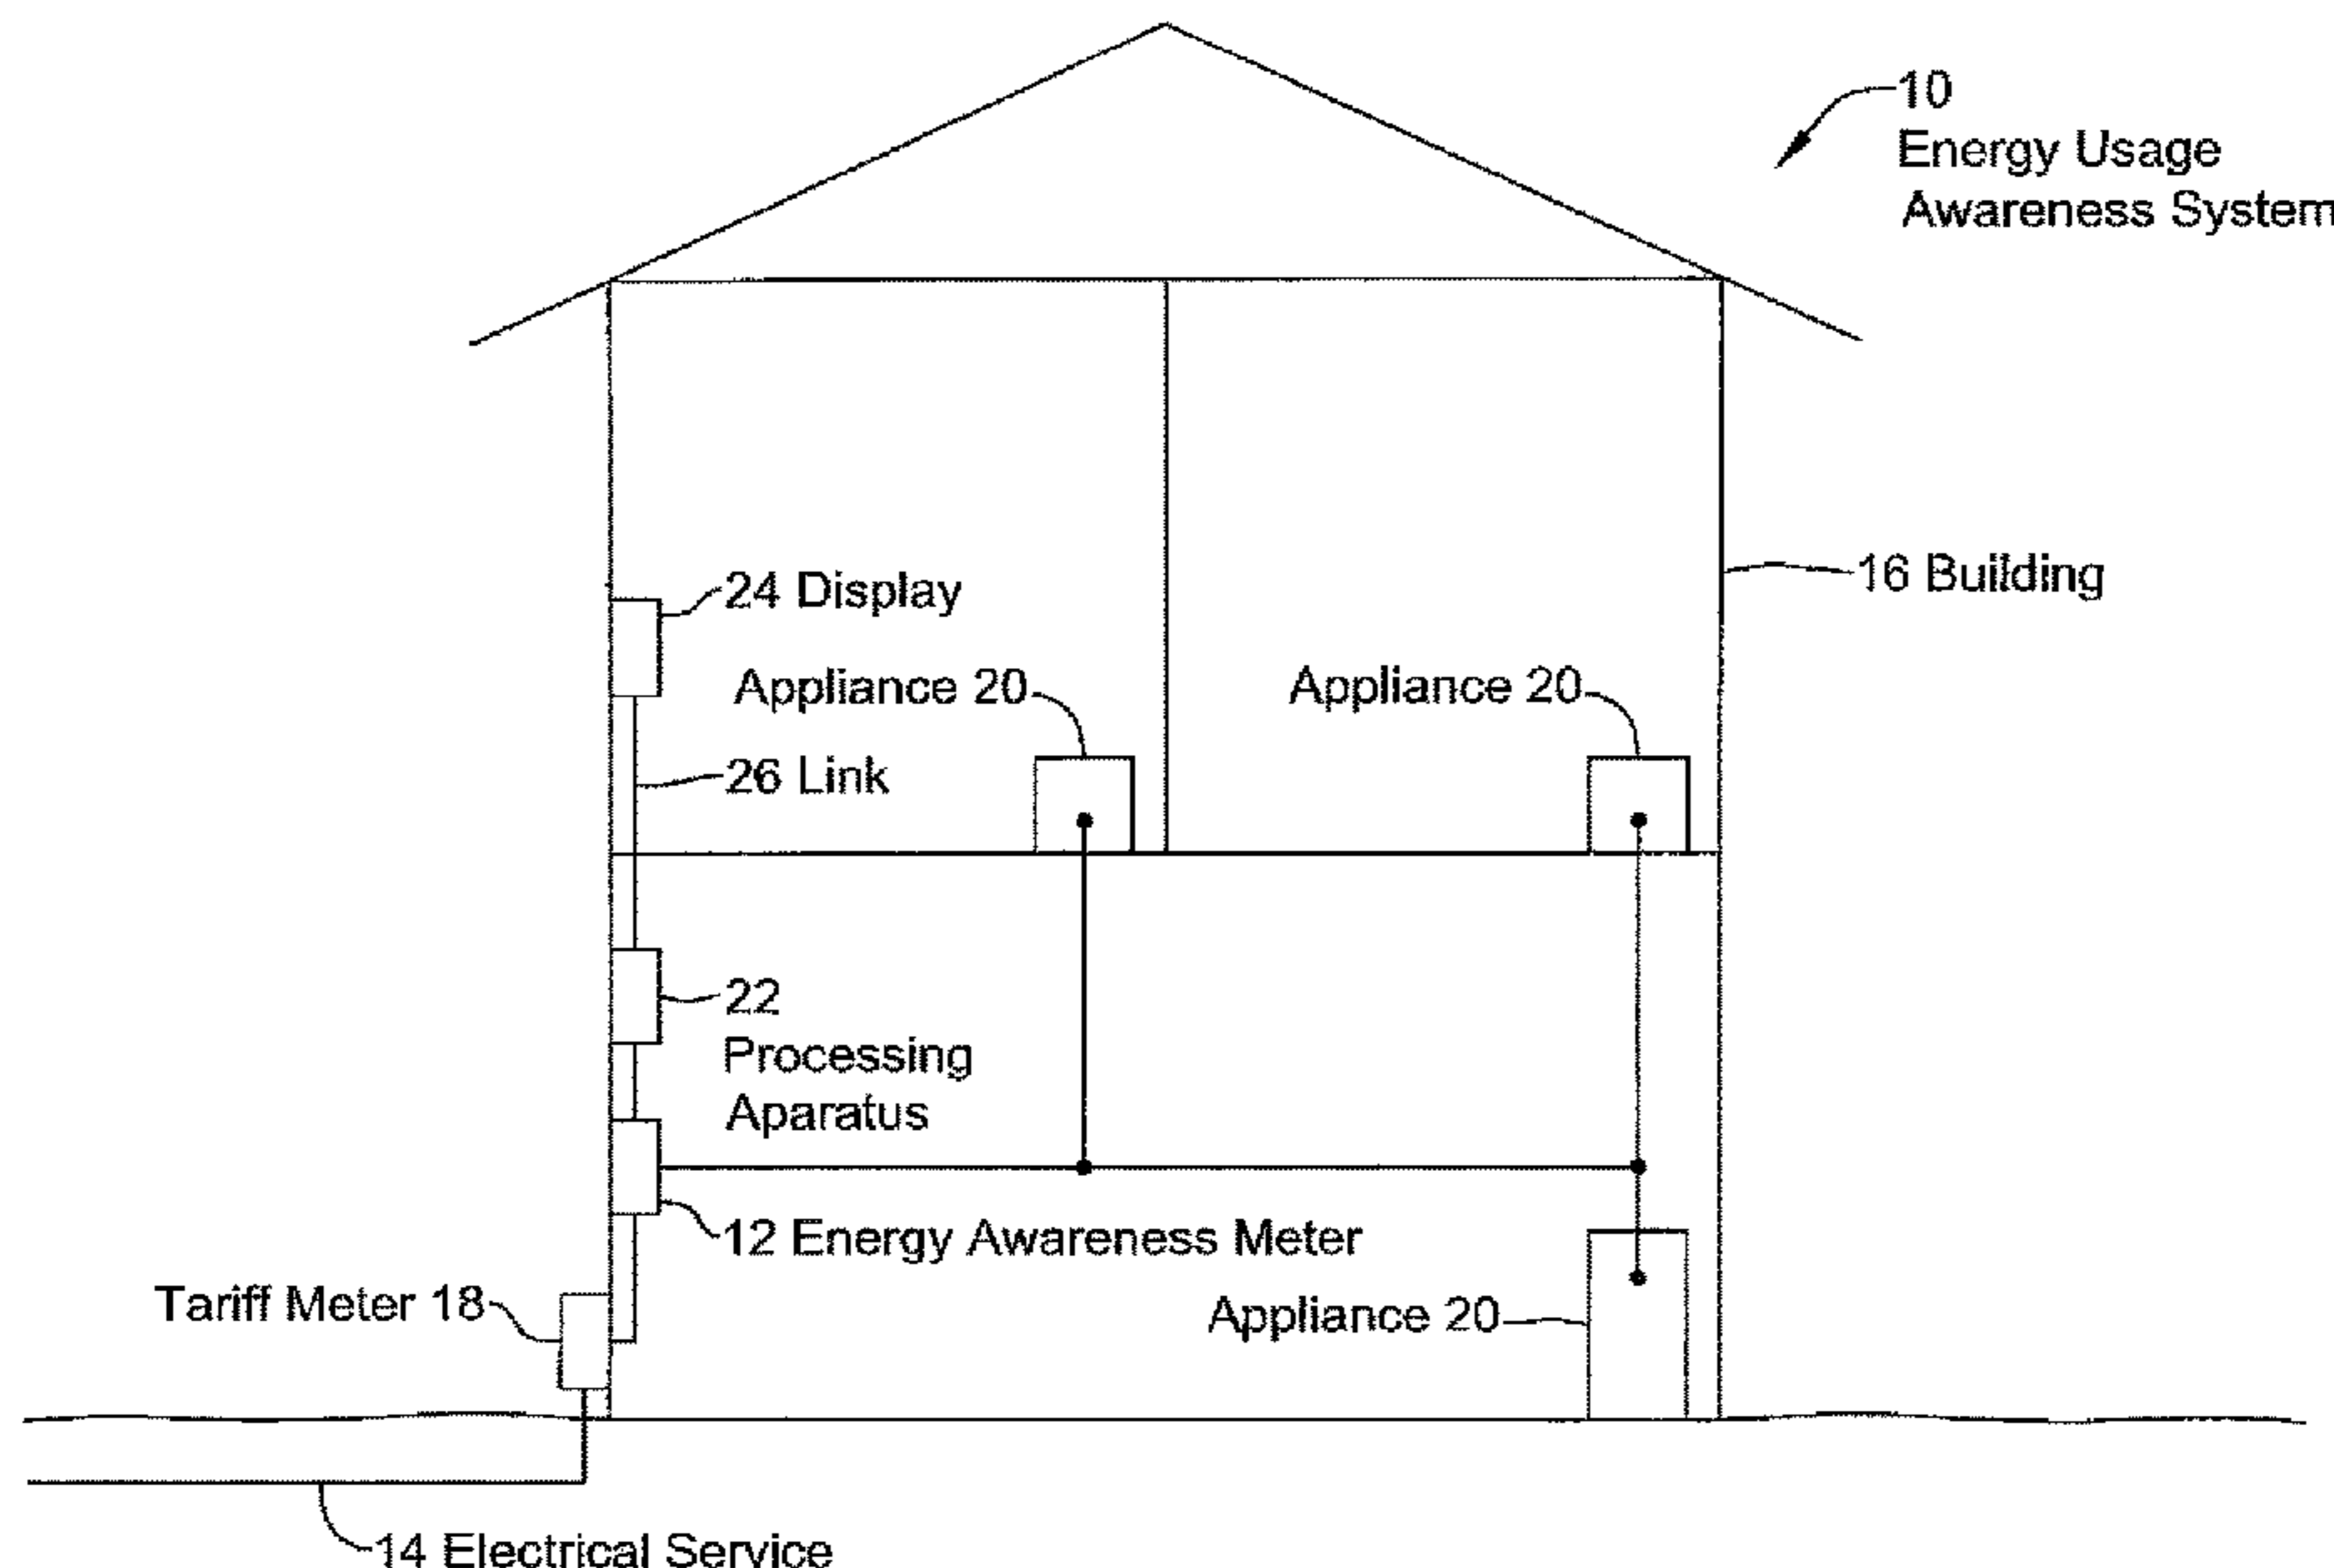 10
Energy Usage
Awareness System
16 Building
24 Display
Appliance 20
Appliance 20
26 Link
22
Processing
Aparatus
12 Energy Awareness Meter
Tariff Meter 18
Appliance 20
14 Electrical Service